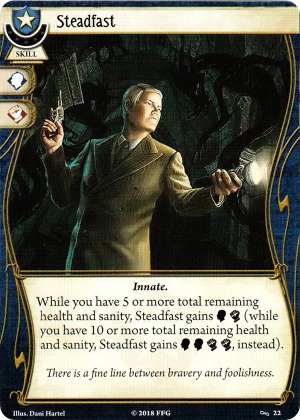 Steadfast
SKILL
Innate.
While you have 5 or more total remaining
health and sanity, Steadfast gains (while
you have 10 or more total remaining health
and sanity, Steadfast gains , instead).
There is a fine line between bravery and foolishness.
Illus. Dani Hartel
© 2018 FFG
22